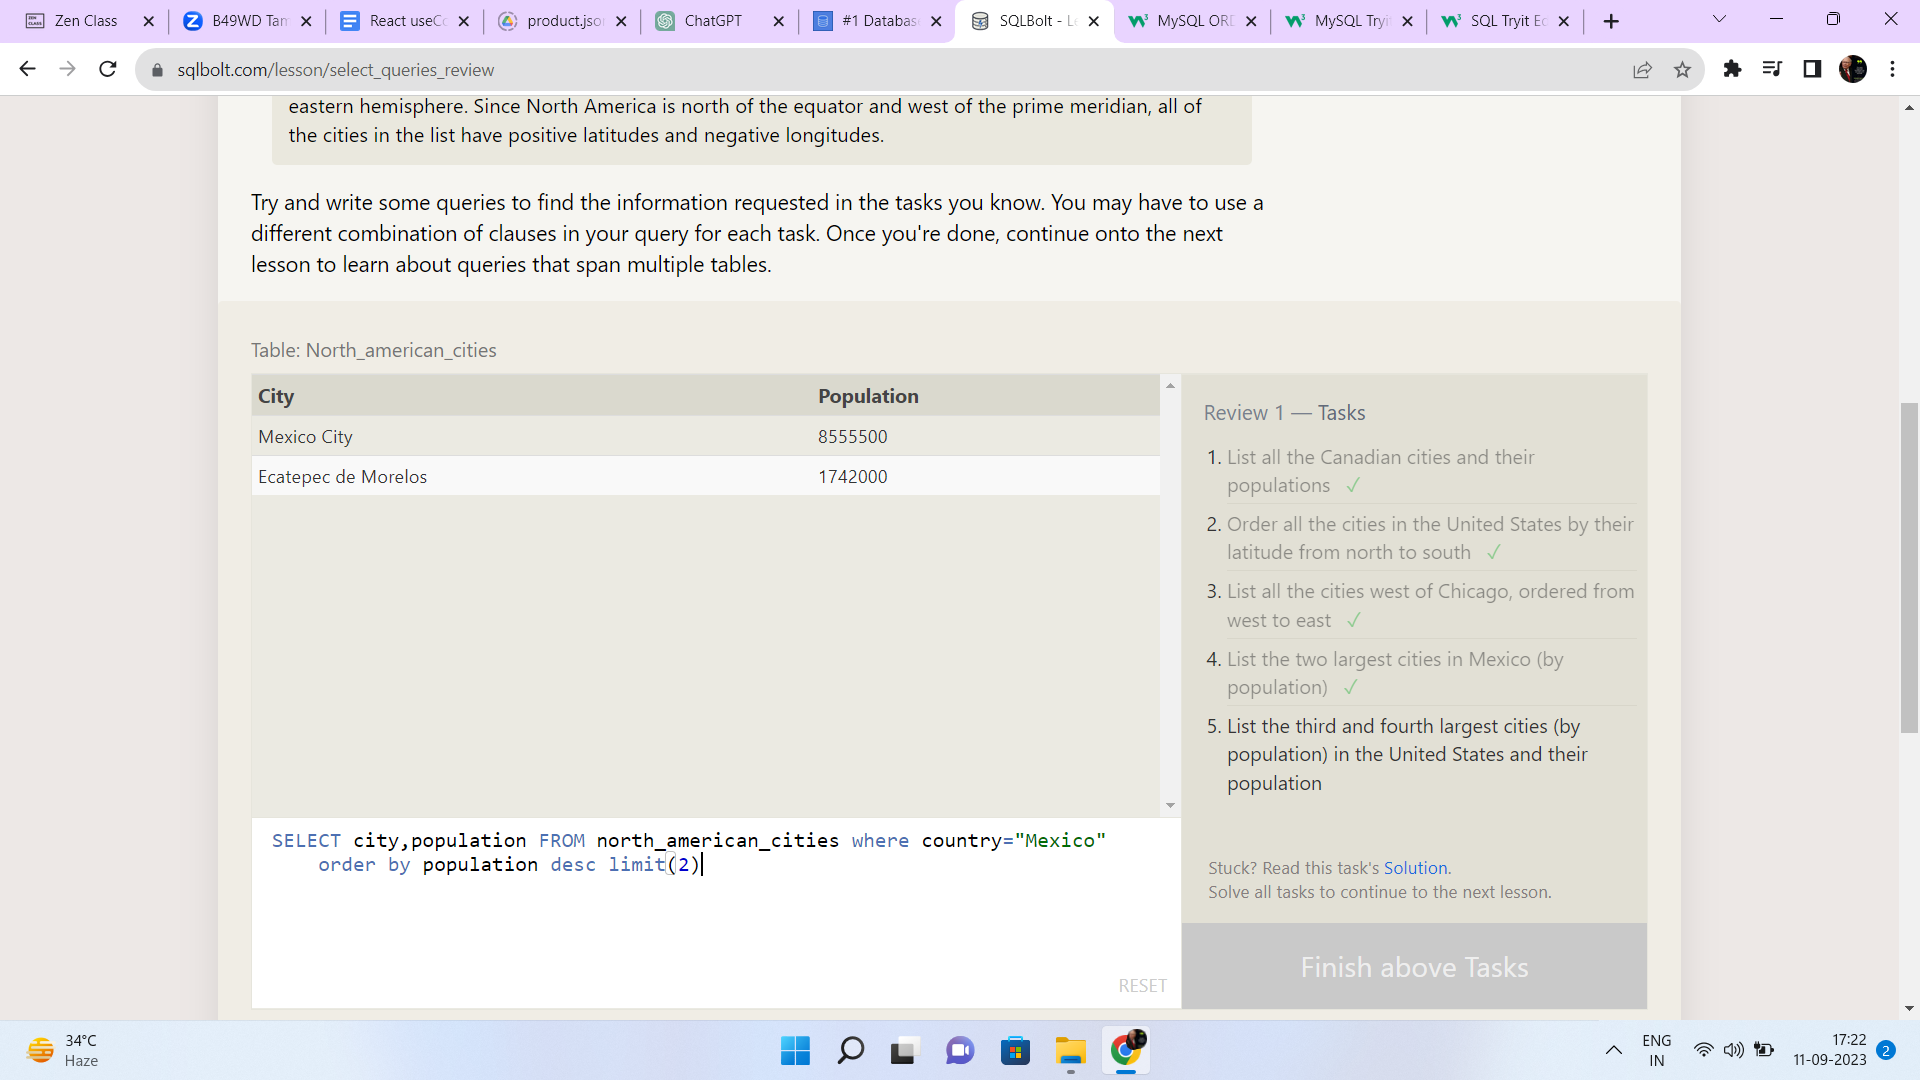 Zen Class
B49WD Tam
React useCo
product.json
ChatGPT
#1 Database
SQLBolt - Le
MySQL ORD
MySQL Tryit
SQL Tryit Ed
sqlbolt.com/lesson/select_queries_review
eastern hemisphere. Since North America is north of the equator and west of the prime meridian, all of
the cities in the list have positive latitudes and negative longitudes.
Try and write some queries to find the information requested in the tasks you know. You may have to use a
different combination of clauses in your query for each task. Once you're done, continue onto the next
lesson to learn about queries that span multiple tables.
Table: North_american_cities
City Population
Mexico City 8555500
Ecatepec de Morelos 1742000
SELECT city,population FROM north_american_cities where country="Mexico"
order by population desc limit(2)
RESET
Review 1 — Tasks
1. List all the Canadian cities and their
populations ✓
2. Order all the cities in the United States by their
latitude from north to south ✓
3. List all the cities west of Chicago, ordered from
west to east ✓
4. List the two largest cities in Mexico (by
population) ✓
5. List the third and fourth largest cities (by
population) in the United States and their
population
Stuck? Read this task's Solution.
Solve all tasks to continue to the next lesson.
Finish above Tasks
34°C
Haze
ENG
IN
17:22
11-09-2023
2